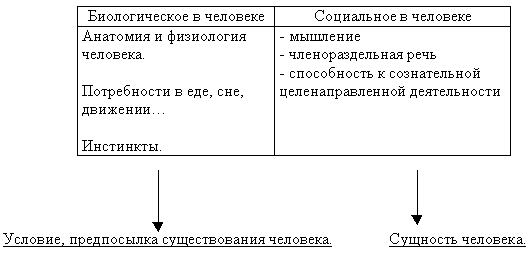 Биологическое в человеке
Анатомия и физиология
человека.
Потребности в еде, сне,
движении…
Инстинкты.
Социальное в человеке
- мышление
- членораздельная речь
- способность к сознательной
целенаправленной деятельности
Условие, предпосылка существования человека.
Сущность человека.